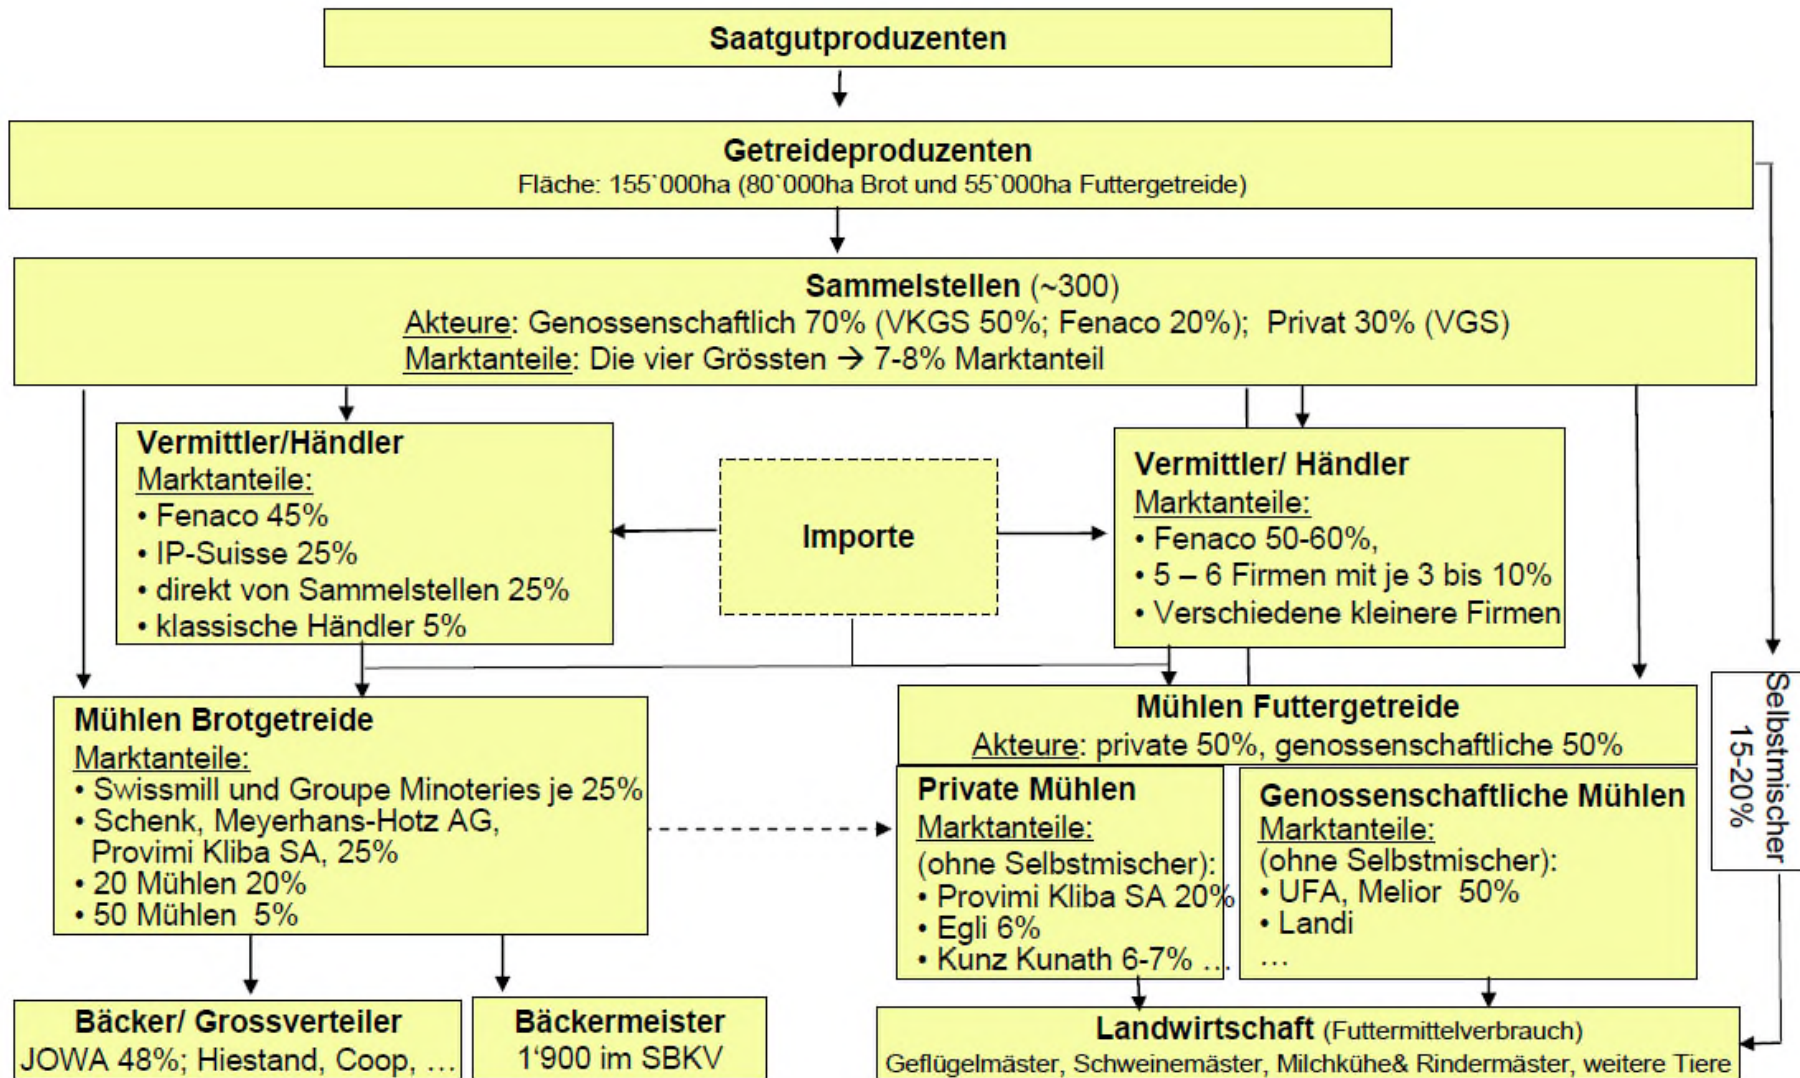 Saatgutproduzenten
Getreideproduzenten
Fläche: 155`000ha (80`000ha Brot und 55`000ha Futtergetreide)
Sammelstellen (~300)
Akteure: Genossenschaftlich 70% (VKGS 50%; Fenaco 20%); Privat 30% (VGS)
Marktanteile: Die vier Grössten → 7-8% Marktanteil
Vermittler/Händler
Marktanteile:
• Fenaco 45%
• IP-Suisse 25%
• direkt von Sammelstellen 25%
• klassische Händler 5%
Importe
Vermittler/ Händler
Marktanteile:
• Fenaco 50-60%,
• 5 – 6 Firmen mit je 3 bis 10%
• Verschiedene kleinere Firmen
Mühlen Brotgetreide
Marktanteile:
• Swissmill und Groupe Minoteries je 25%
• Schenk, Meyerhans-Hotz AG,
Provimi Kliba SA, 25%
• 20 Mühlen 20%
• 50 Mühlen 5%
Mühlen Futtergetreide
Akteure: private 50%, genossenschaftliche 50%
Private Mühlen
Marktanteile:
(ohne Selbstmischer):
• Provimi Kliba SA 20%
• Egli 6%
• Kunz Kunath 6-7% …
Genossenschaftliche Mühlen
Marktanteile:
(ohne Selbstmischer):
• UFA, Melior 50%
• Landi
…
Selbstmischer
15-20%
Bäcker/ Grossverteiler
JOWA 48%; Hiestand, Coop, …
Bäckermeister
1‘900 im SBKV
Landwirtschaft (Futtermittelverbrauch)
Geflügelmäster, Schweinemäster, Milchkühe& Rindermäster, weitere Tiere